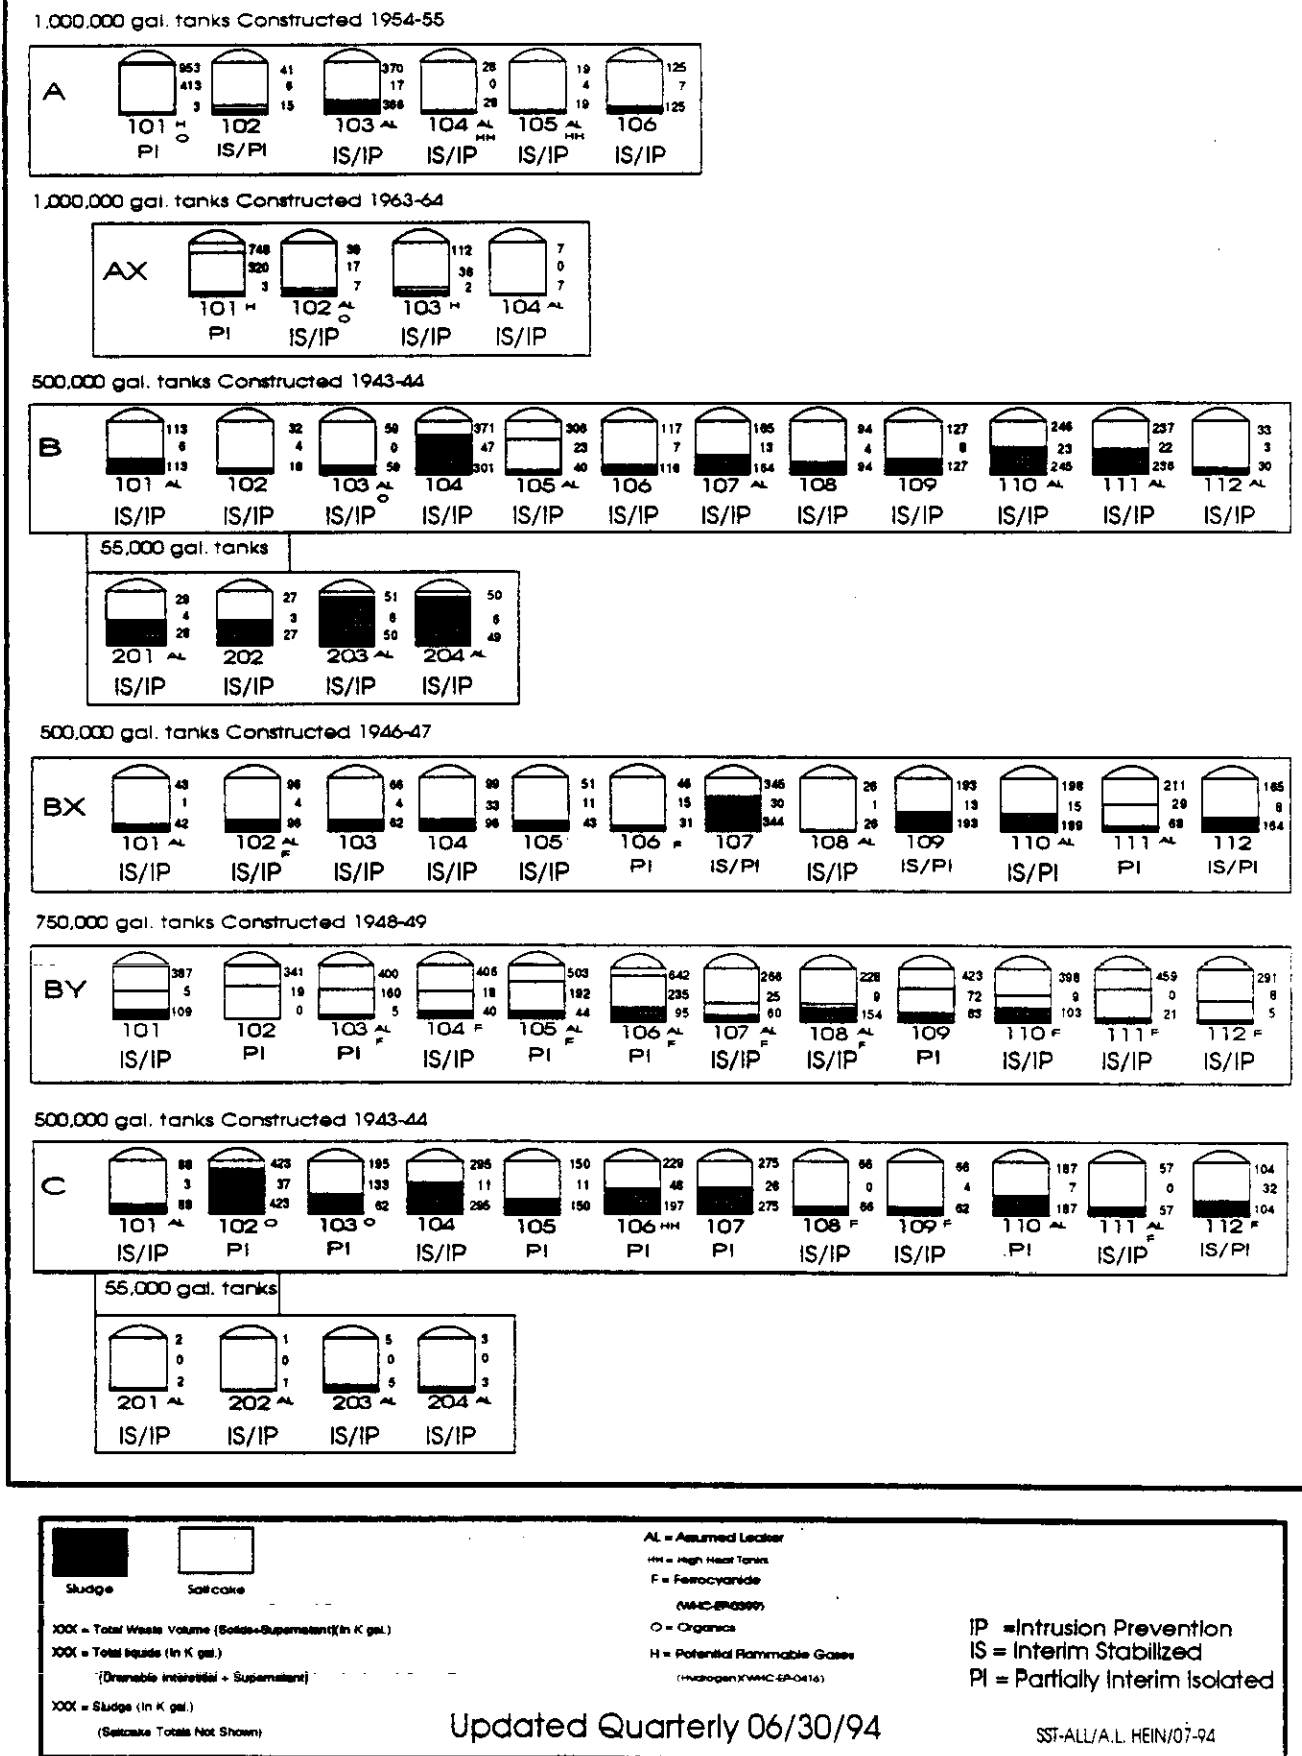 1,000,000 gal. tanks Constructed 1954-55
A
953 41 370 28 19 125
413 6 17 0 4 7
3 15 366 28 19 125
101 H O 102 103 AL 104 AL HH 105 AL HH 106
PI IS/PI IS/IP IS/IP IS/IP IS/IP
1,000,000 gal. tanks Constructed 1963-64
AX
748 39 112 7
320 17 36 0
3 7 2 7
101 H 102 AL O 103 H 104 AL
PI IS/IP IS/IP IS/IP
500,000 gal. tanks Constructed 1943-44
B
113 32 59 371 306 117 165 94 127 246 237 33
6 4 0 47 23 7 13 4 8 23 22 3
113 18 59 301 40 116 164 94 127 245 236 30
101 AL 102 103 AL O 104 105 AL 106 107 AL 108 109 110 AL 111 AL 112 AL
IS/IP IS/IP IS/IP IS/IP IS/IP IS/IP IS/IP IS/IP IS/IP IS/IP IS/IP IS/IP
55,000 gal. tanks
29 27 51 50
4 3 6 6
28 27 50 49
201 AL 202 203 AL 204 AL
IS/IP IS/IP IS/IP IS/IP
500,000 gal. tanks Constructed 1946-47
BX
43 96 66 99 51 46 345 26 193 198 211 165
1 4 4 33 11 15 30 1 13 15 29 8
42 96 62 96 43 31 344 26 193 189 68 164
101 AL 102 AL F 103 104 105 106 F 107 108 AL 109 110 AL 111 AL 112
IS/IP IS/IP IS/IP IS/IP IS/IP PI IS/PI IS/IP IS/PI IS/PI PI IS/PI
750,000 gal. tanks Constructed 1948-49
BY
387 341 400 406 503 642 266 228 423 398 459 291
5 19 160 18 192 235 25 9 72 9 0 8
109 0 5 40 44 95 60 154 83 103 21 5
101 102 103 AL F 104 F 105 AL F 106 AL F 107 AL F 108 AL F 109 110 F 111 F 112 F
IS/IP PI PI IS/IP PI PI IS/IP IS/IP PI IS/IP IS/IP IS/IP
500,000 gal. tanks Constructed 1943-44
C
88 423 195 295 150 229 275 66 66 187 57 104
3 37 133 11 11 48 26 0 4 7 0 32
88 423 62 295 150 197 275 66 62 187 57 104
101 AL 102 O 103 O 104 105 106 HH 107 108 F 109 F 110 AL 111 AL F 112 F
IS/IP PI PI IS/IP PI PI PI IS/IP IS/IP PI IS/IP IS/PI
55,000 gal. tanks
2 1 5 3
0 0 0 0
2 1 5 3
201 AL 202 AL 203 AL 204 AL
IS/IP IS/IP IS/IP IS/IP
Sludge Saltcake
XXX = Total Waste Volume (Solids+Supernatant)(in K gal.)
XXX = Total liquids (in K gal.)
(Drainable interstitial + Supernatant)
XXX = Sludge (in K gal.)
(Saltcake Totals Not Shown)
AL = Assumed Leaker
HH = High Heat Tanks
F = Ferrocyanide
O = Organics
H = Potential Flammable Gases
(Hydrogen)(WHC-EP-0416)
IP =Intrusion Prevention
IS = Interim Stabilized
PI = Partially Interim Isolated
Updated Quarterly 06/30/94
SST-ALL/A.L. HEIN/07-94